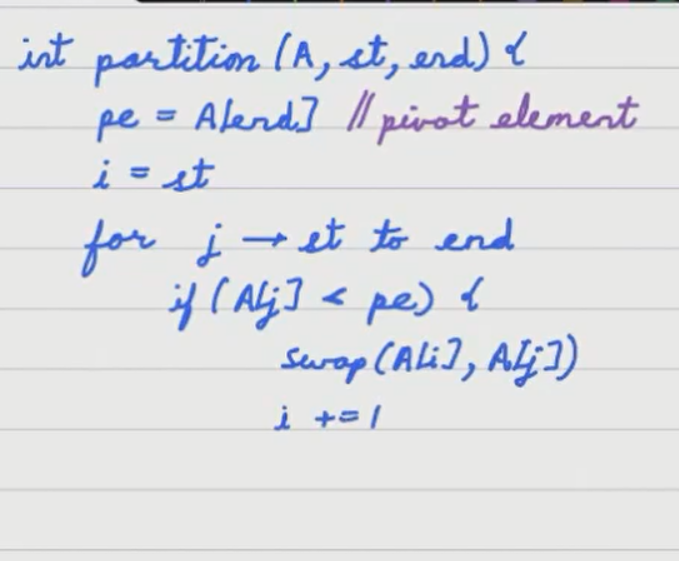 int partition (A, st, end) {
pe = A[end] // pivot element
i = st
for j → st to end
if (A[j] < pe) {
swap(A[i], A[j])
i += 1